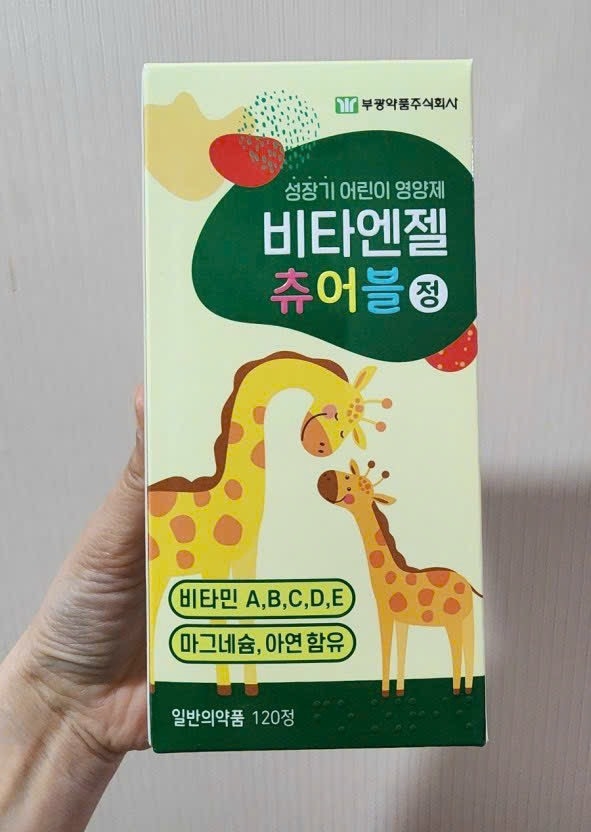 부광약품주식회사
성장기 어린이 영양제
비타엔젤
츄어블 정
비타민 A,B,C,D,E
마그네슘, 아연 함유
일반의약품 120정